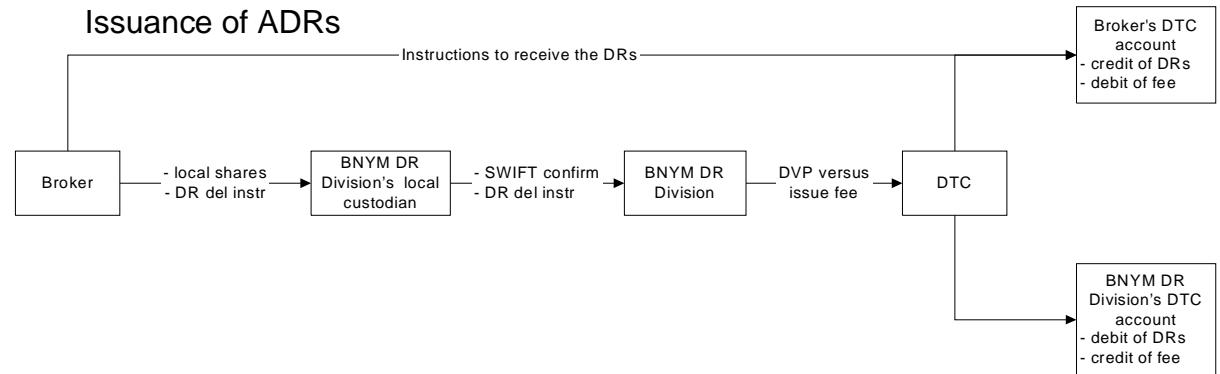 Issuance of ADRs
Instructions to receive the DRs
Broker's DTC
account
- credit of DRs
- debit of fee
Broker
- local shares
- DR del instr
BNYM DR
Division's local
custodian
- SWIFT confirm
- DR del instr
BNYM DR
Division
DVP versus
issue fee
DTC
BNYM DR
Division's DTC
account
- debit of DRs
- credit of fee